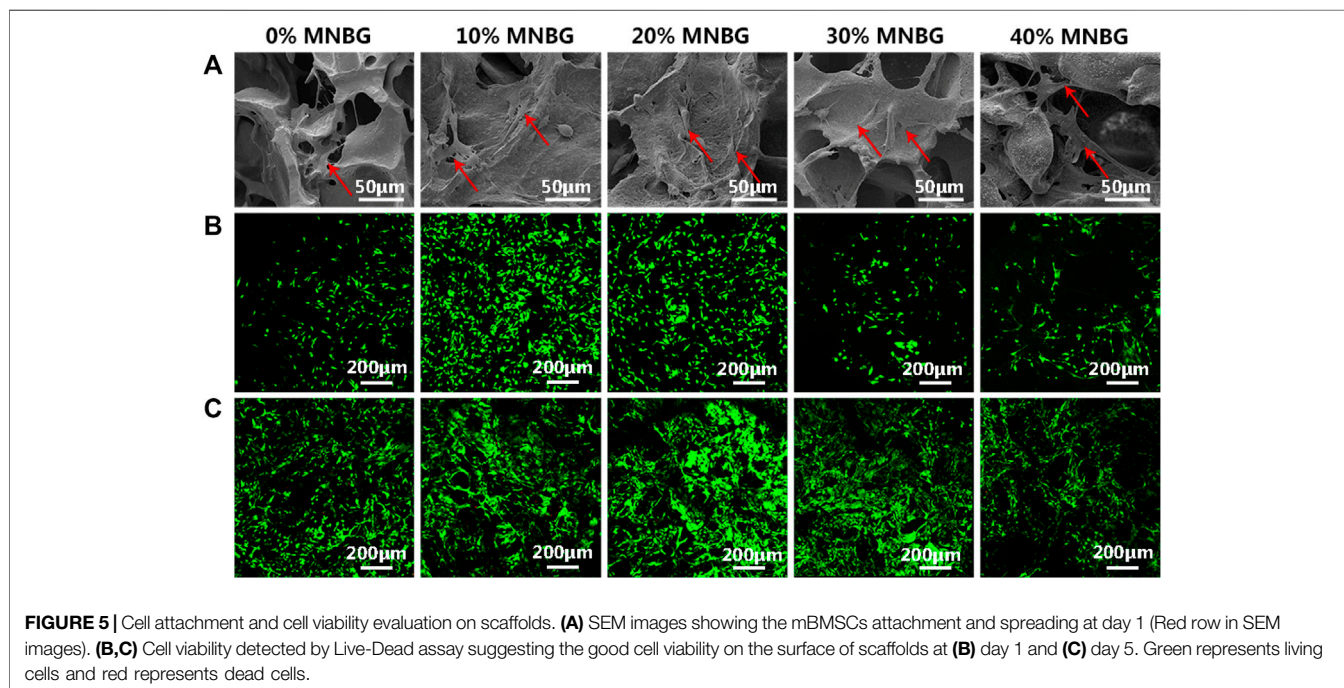 0% MNBG 10% MNBG 20% MNBG 30% MNBG 40% MNBG
A
50μm 50μm 50μm 50μm 50μm
B
200μm 200μm 200μm 200μm 200μm
C
200μm 200μm 200μm 200μm 200μm
FIGURE 5 | Cell attachment and cell viability evaluation on scaffolds. (A) SEM images showing the mBMSCs attachment and spreading at day 1 (Red row in SEM
images). (B,C) Cell viability detected by Live-Dead assay suggesting the good cell viability on the surface of scaffolds at (B) day 1 and (C) day 5. Green represents living
cells and red represents dead cells.